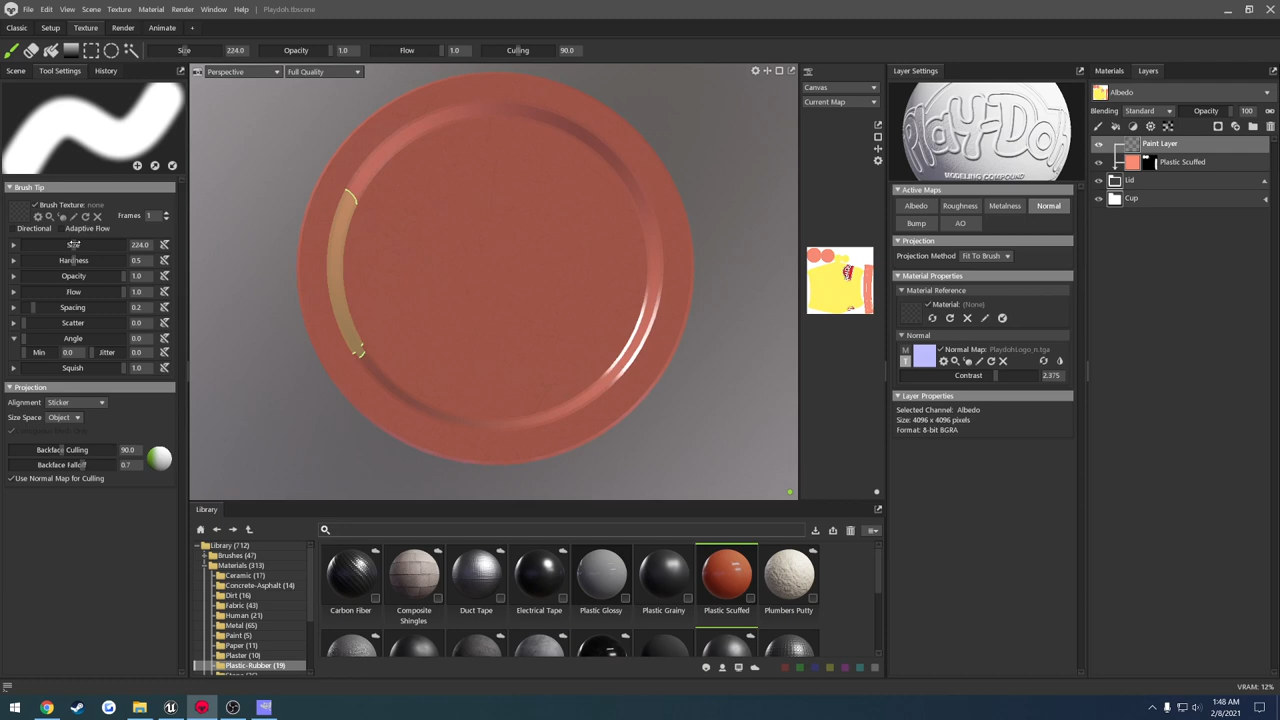 File Edit View Scene Texture Material Render Window Help Playdoh.tbscene
Classic Setup Texture Render Animate +
Size 224.0 Opacity 1.0 Flow 1.0 Culling 90.0
Scene Tool Settings History
Perspective Full Quality
Canvas
Current Map
Layer Settings
Materials Layers
Albedo
Blending Standard Opacity 100
Paint Layer
Plastic Scuffed
Lid
Cup
Play-Doh
MODELING COMPOUND
Brush Tip
Brush Texture: none
Frames 1
Directional Adaptive Flow
Size 224.0
Hardness 0.5
Opacity 1.0
Flow 1.0
Spacing 0.2
Scatter 0.0
Angle
Min 0.0 Jitter 0.0
Squish 1.0
Projection
Alignment Sticker
Size Space Object
Backface Culling 90.0
Backface Falloff 0.7
Use Normal Map for Culling
Active Maps
Albedo Roughness Metalness Normal
Bump AO
Projection
Projection Method Fit To Brush
Material Properties
Material Reference
Material: (None)
Normal
M
T
Normal Map: PlaydohLogo_n.tga
Contrast 2.375
Layer Properties
Selected Channel: Albedo
Size: 4096 x 4096 pixels
Format: 8-bit BGRA
Library
Library (712)
Brushes (47)
Materials (313)
Ceramic (17)
Concrete-Asphalt (14)
Dirt (16)
Fabric (43)
Human (21)
Metal (65)
Paint (5)
Paper (11)
Plaster (10)
Plastic-Rubber (19)
Carbon Fiber
Composite Shingles
Duct Tape
Electrical Tape
Plastic Glossy
Plastic Grainy
Plastic Scuffed
Plumbers Putty
VRAM: 12%
1:48 AM
2/8/2021